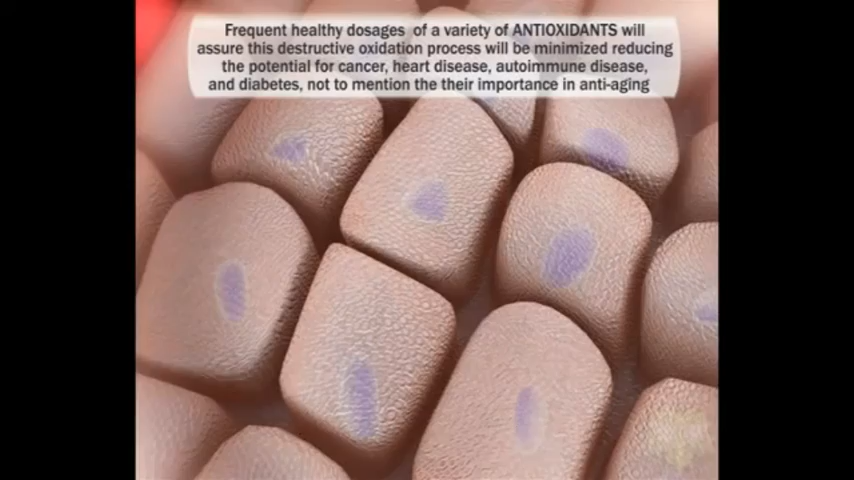 Frequent healthy dosages of a variety of ANTIOXIDANTS will
assure this destructive oxidation process will be minimized reducing
the potential for cancer, heart disease, autoimmune disease,
and diabetes, not to mention the their importance in anti-aging